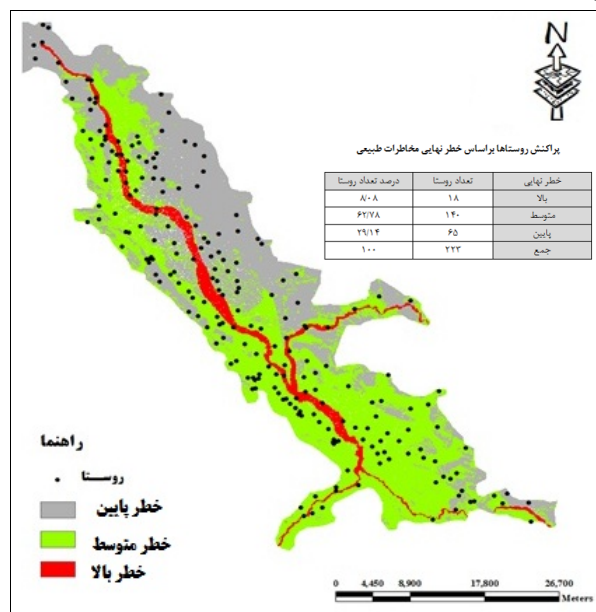 N
پراکنش روستاها براساس خطر نهایی مخاطرات طبیعی
خطر نهایی تعداد روستا درصد تعداد روستا
بالا ۱۸ ۸/۰۸
متوسط ۱۴۰ ۶۲/۷۸
پایین ۶۵ ۲۹/۱۴
جمع ۲۲۳ ۱۰۰
راهنما
روستا
خطر پایین
خطر متوسط
خطر بالا
0 4,450 8,900 17,800 26,700
Meters